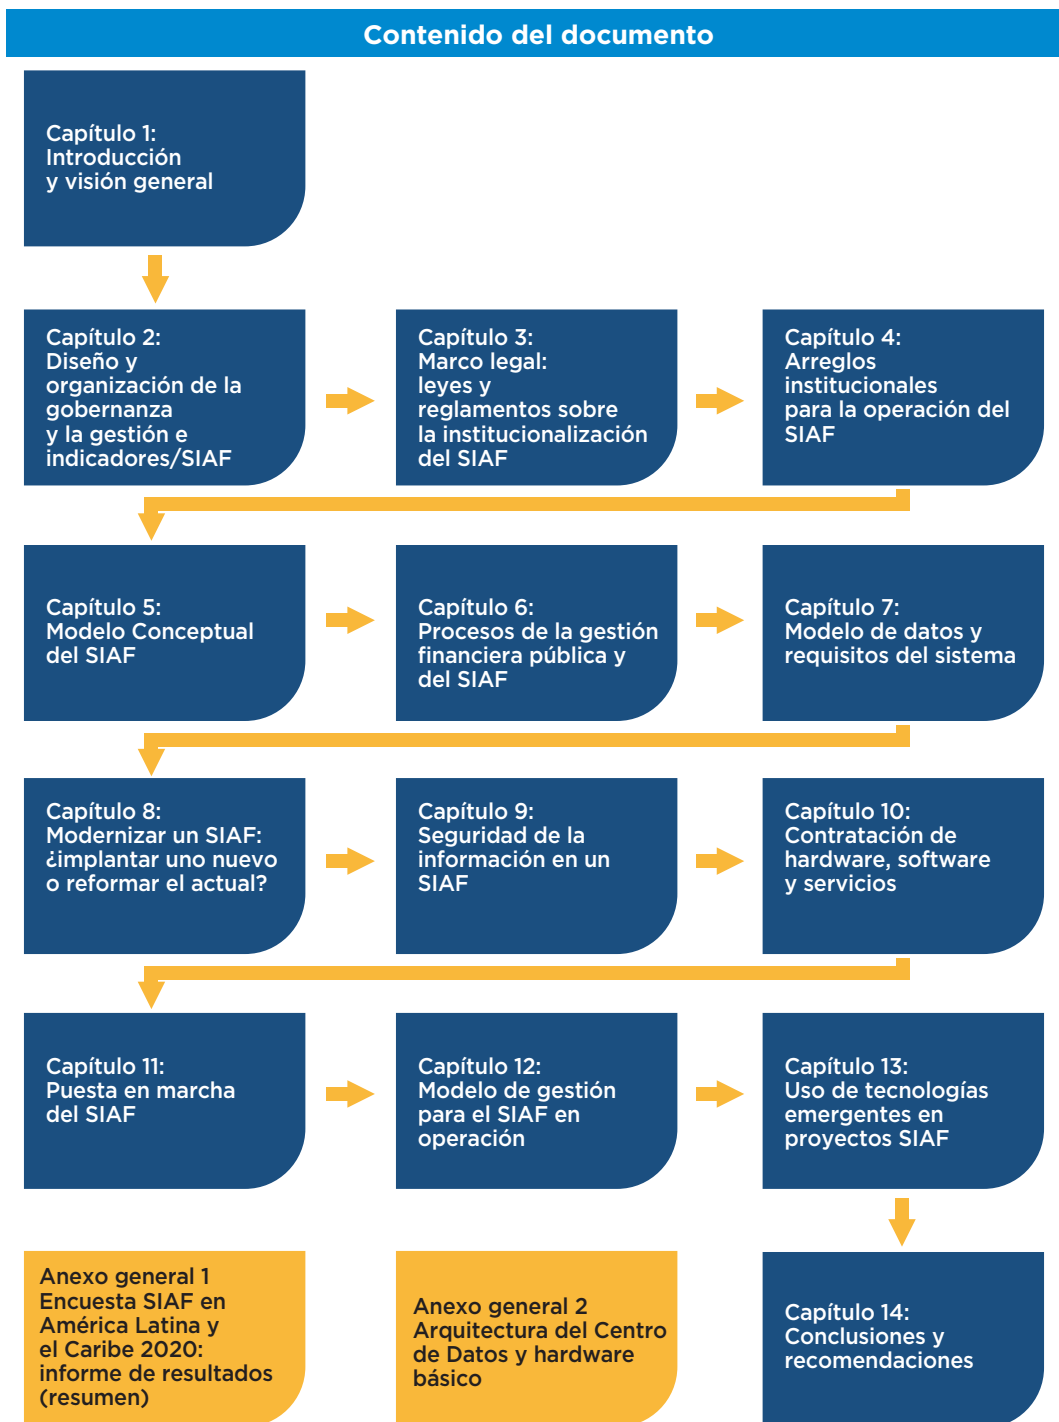 Contenido del documento
Capítulo 1:
Introducción
y visión general
Capítulo 2:
Diseño y
organización de la
gobernanza
y la gestión e
indicadores/SIAF
Capítulo 3:
Marco legal:
leyes y
reglamentos sobre
la institucionalización
del SIAF
Capítulo 4:
Arreglos
institucionales
para la operación del
SIAF
Capítulo 5:
Modelo Conceptual
del SIAF
Capítulo 6:
Procesos de la gestión
financiera pública y
del SIAF
Capítulo 7:
Modelo de datos y
requisitos del sistema
Capítulo 8:
Modernizar un SIAF:
¿implantar uno nuevo
o reformar el actual?
Capítulo 9:
Seguridad de la
información en un
SIAF
Capítulo 10:
Contratación de
hardware, software
y servicios
Capítulo 11:
Puesta en marcha
del SIAF
Capítulo 12:
Modelo de gestión
para el SIAF en
operación
Capítulo 13:
Uso de tecnologías
emergentes en
proyectos SIAF
Anexo general 1
Encuesta SIAF en
América Latina y
el Caribe 2020:
informe de resultados
(resumen)
Anexo general 2
Arquitectura del Centro
de Datos y hardware
básico
Capítulo 14:
Conclusiones y
recomendaciones